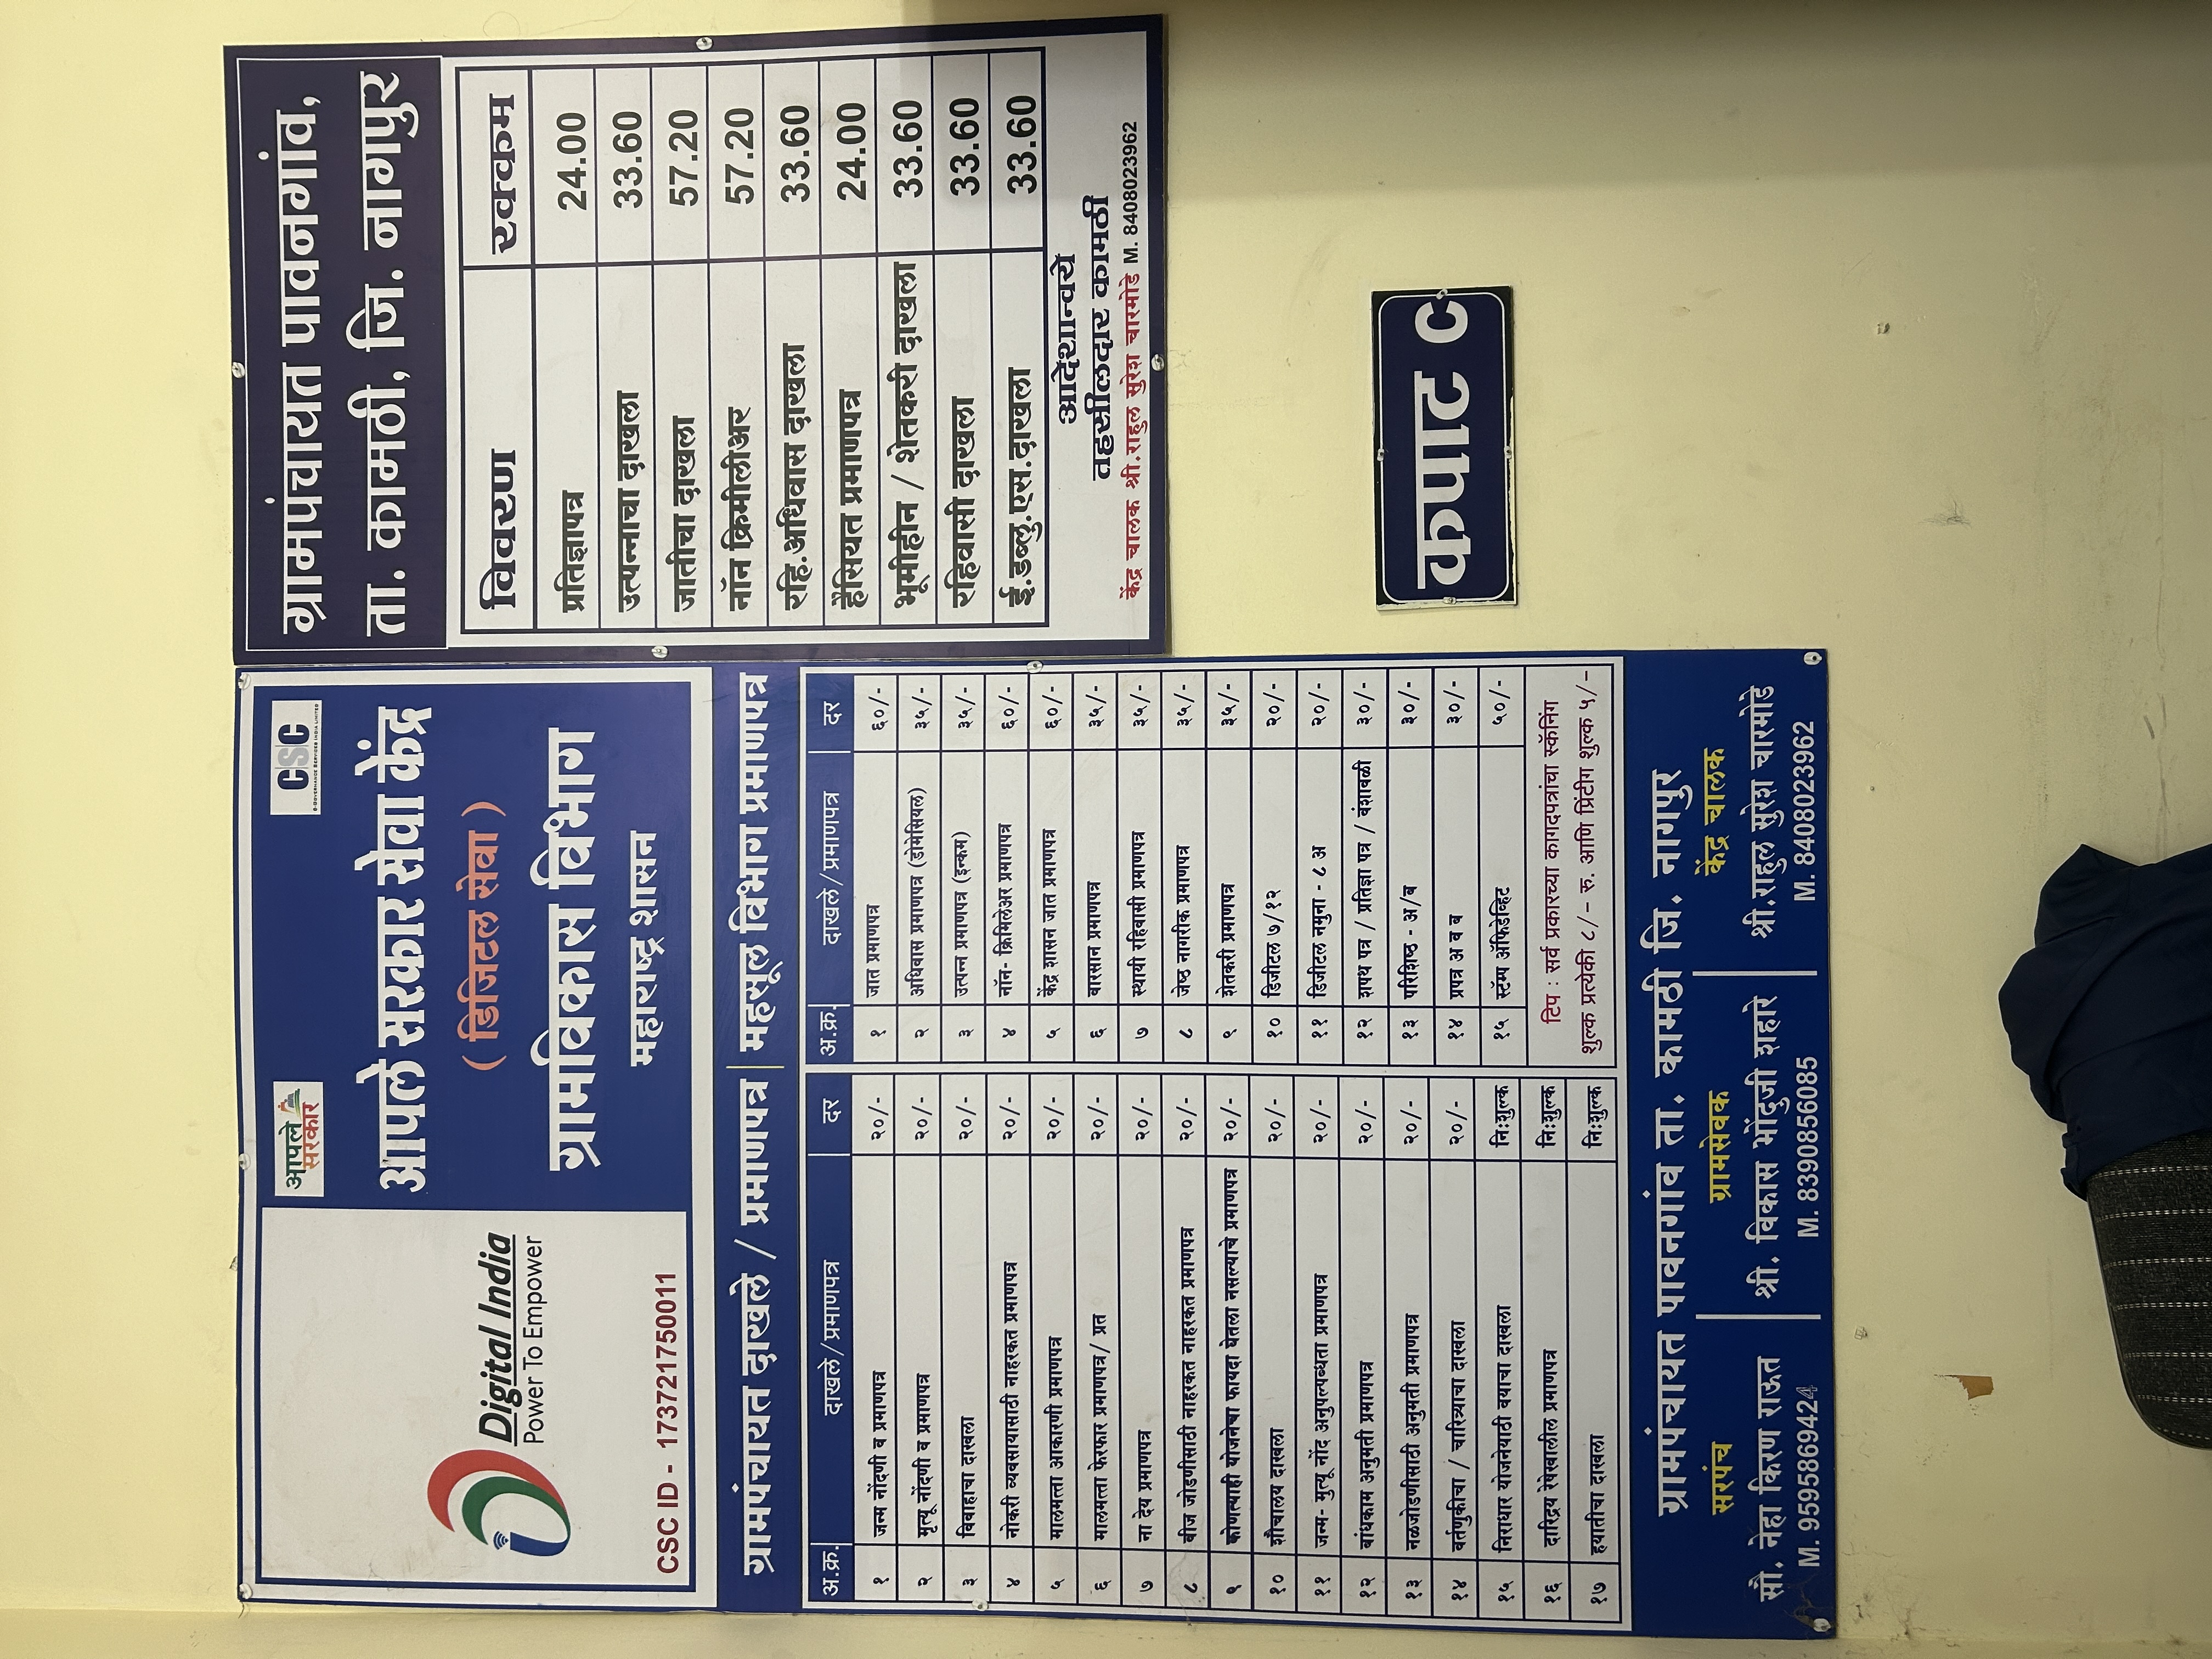 आपले
सरकार
CSC
E-GOVERNANCE SERVICES INDIA LIMITED
Digital India
Power To Empower
CSC ID - 173721750011
आपले सरकार सेवा केंद्र
( डिजिटल सेवा )
ग्रामविकास विभाग
महाराष्ट्र शासन
ग्रामपंचायत दाखले / प्रमाणपत्र
अ.क्र. दाखले/प्रमाणपत्र दर
१ जन्म नोंदणी व प्रमाणपत्र २०/-
२ मृत्यू नोंदणी व प्रमाणपत्र २०/-
३ विवाहाचा दाखला २०/-
४ नोकरी व्यवसायासाठी नाहरकत प्रमाणपत्र २०/-
५ मालमत्ता आकारणी प्रमाणपत्र २०/-
६ मालमत्ता फेरफार प्रमाणपत्र/ प्रत २०/-
७ ना देय प्रमाणपत्र २०/-
८ वीज जोडणीसाठी नाहरकत नाहरकत प्रमाणपत्र २०/-
९ कोणत्याही योजनेचा फायदा घेतला नसल्याचे प्रमाणपत्र २०/-
१० शौचालय दाखला २०/-
११ जन्म- मुत्यू नोंद अनुपलब्धता प्रमाणपत्र २०/-
१२ बांधकाम अनुमती प्रमाणपत्र २०/-
१३ नळजोडणीसाठी अनुमती प्रमाणपत्र २०/-
१४ वर्तणुकीचा / चारित्र्याचा दाखला २०/-
१५ निराधार योजनेयाठी वयाचा दाखला नि:शुल्क
१६ दारिद्रय रेषेखालील प्रमाणपत्र नि:शुल्क
१७ हयातीचा दाखला नि:शुल्क
महसूल विभाग प्रमाणपत्र
अ.क्र. दाखले/प्रमाणपत्र दर
१ जात प्रमाणपत्र ६०/-
२ अधिवास प्रमाणपत्र (डोमेसियल) ३५/-
३ उत्पन्न प्रमाणपत्र (इन्कम) ३५/-
४ नॉन- क्रिमिलेअर प्रमाणपत्र ६०/-
५ केंद्र शासन जात प्रमाणपत्र ६०/-
६ वारसान प्रमाणपत्र ३५/-
७ स्थायी रहिवासी प्रमाणपत्र ३५/-
८ जेष्ठ नागरीक प्रमाणपत्र ३५/-
९ शेतकरी प्रमाणपत्र ३५/-
१० डिजीटल ७/१२ २०/-
११ डिजीटल नमुना - ८ अ २०/-
१२ शपथ पत्र / प्रतिज्ञा पत्र / वंशावळी ३०/-
१३ परिशिष्ठ - अ/ब ३०/-
१४ प्रपत्र अ व ब ३०/-
१५ स्टॅम्प ॲफिडेव्हिट ५०/-
टिप : सर्व प्रकारच्या कागदपत्रांचा स्कॅनिंग
शुल्क प्रत्येकी ८/- रु. आणि प्रिंटींग शुल्क ५/-
ग्रामपंचायत पावनगांव ता. कामठी जि. नागपुर
सरपंच
सौ. नेहा किरण राऊत
M. 9595869424
ग्रामसेवक
श्री. विकास भोंदुजी शहारे
M. 8390856085
केंद्र चालक
श्री.राहुल सुरेश चारमोडे
M. 8408023962
ग्रामपंचायत पावनगांव,
ता. कामठी, जि. नागपुर
विवरण रक्कम
प्रतिज्ञापत्र 24.00
उत्पन्नाचा दाखला 33.60
जातीचा दाखला 57.20
नॉन क्रिमीलीअर 57.20
रहि.अधिवास दाखला 33.60
हैसियत प्रमाणपत्र 24.00
भूमीहीन / शेतकरी दाखला 33.60
रहिवासी दाखला 33.60
ई.डब्लु.एस.दाखला 33.60
आदेशान्वये
तहसीलदार कामठी
केंद्र चालक श्री.राहुल सुरेश चारमोडे M. 8408023962
कपाट C